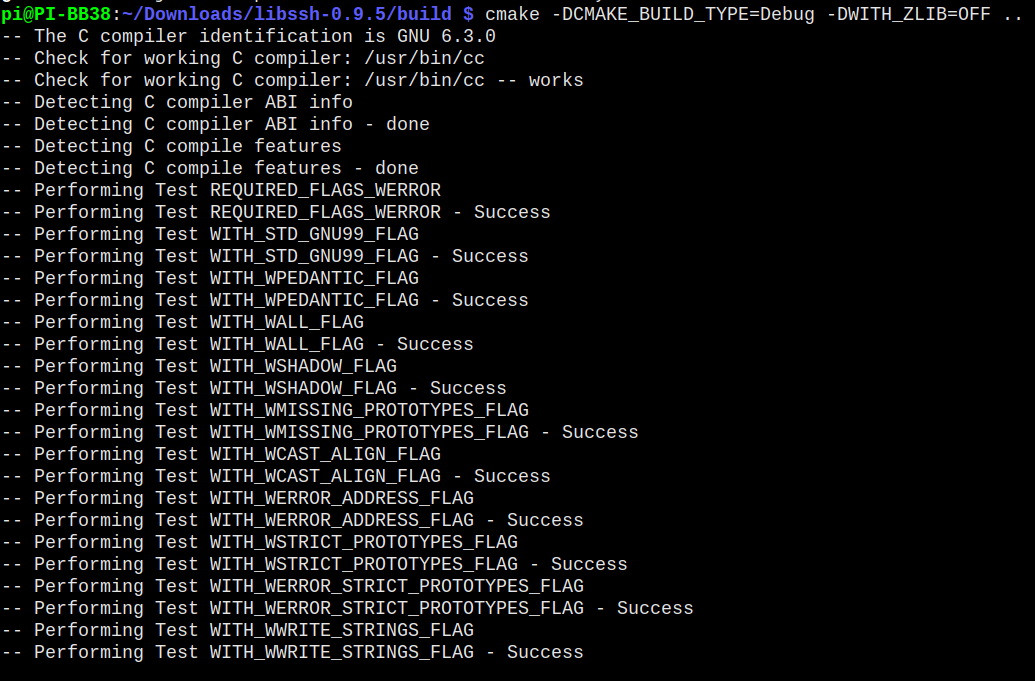 pi@PI-BB38:~/Downloads/libssh-0.9.5/build $ cmake -DCMAKE_BUILD_TYPE=Debug -DWITH_ZLIB=OFF ..
-- The C compiler identification is GNU 6.3.0
-- Check for working C compiler: /usr/bin/cc
-- Check for working C compiler: /usr/bin/cc -- works
-- Detecting C compiler ABI info
-- Detecting C compiler ABI info - done
-- Detecting C compile features
-- Detecting C compile features - done
-- Performing Test REQUIRED_FLAGS_WERROR
-- Performing Test REQUIRED_FLAGS_WERROR - Success
-- Performing Test WITH_STD_GNU99_FLAG
-- Performing Test WITH_STD_GNU99_FLAG - Success
-- Performing Test WITH_WPEDANTIC_FLAG
-- Performing Test WITH_WPEDANTIC_FLAG - Success
-- Performing Test WITH_WALL_FLAG
-- Performing Test WITH_WALL_FLAG - Success
-- Performing Test WITH_WSHADOW_FLAG
-- Performing Test WITH_WSHADOW_FLAG - Success
-- Performing Test WITH_WMISSING_PROTOTYPES_FLAG
-- Performing Test WITH_WMISSING_PROTOTYPES_FLAG - Success
-- Performing Test WITH_WCAST_ALIGN_FLAG
-- Performing Test WITH_WCAST_ALIGN_FLAG - Success
-- Performing Test WITH_WERROR_ADDRESS_FLAG
-- Performing Test WITH_WERROR_ADDRESS_FLAG - Success
-- Performing Test WITH_WSTRICT_PROTOTYPES_FLAG
-- Performing Test WITH_WSTRICT_PROTOTYPES_FLAG - Success
-- Performing Test WITH_WERROR_STRICT_PROTOTYPES_FLAG
-- Performing Test WITH_WERROR_STRICT_PROTOTYPES_FLAG - Success
-- Performing Test WITH_WWRITE_STRINGS_FLAG
-- Performing Test WITH_WWRITE_STRINGS_FLAG - Success